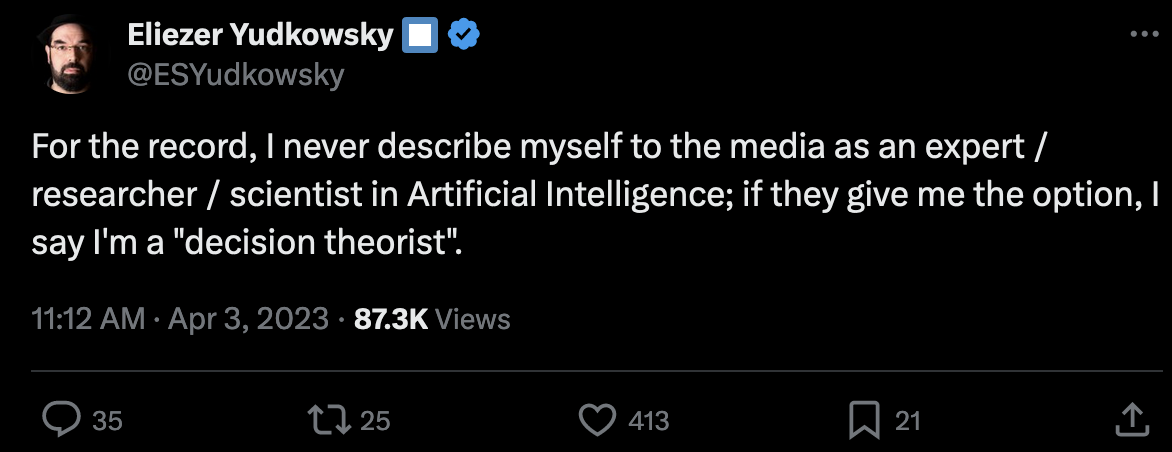 Eliezer Yudkowsky
@ESYudkowsky
For the record, I never describe myself to the media as an expert /
researcher / scientist in Artificial Intelligence; if they give me the option, I
say I'm a "decision theorist".
11:12 AM · Apr 3, 2023 · 87.3K Views
35 25 413 21